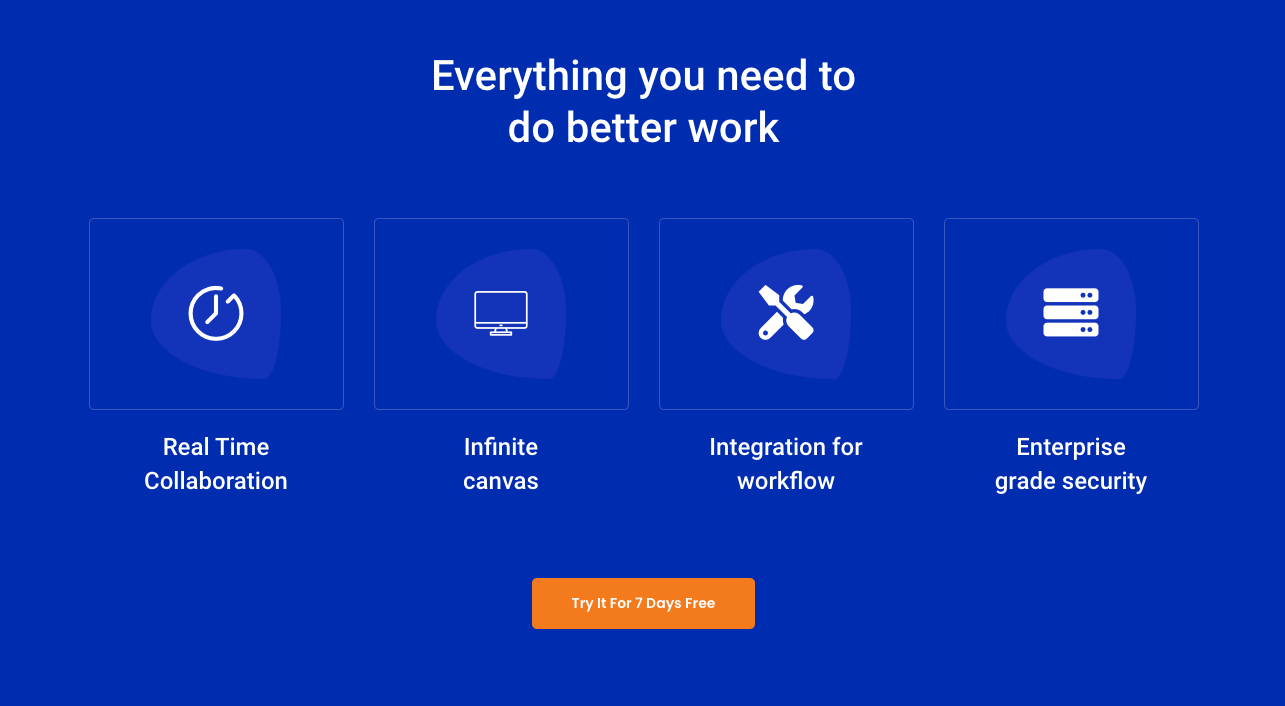 Everything you need to
do better work
Real Time
Collaboration
Infinite
canvas
Integration for
workflow
Enterprise
grade security
Try It For 7 Days Free